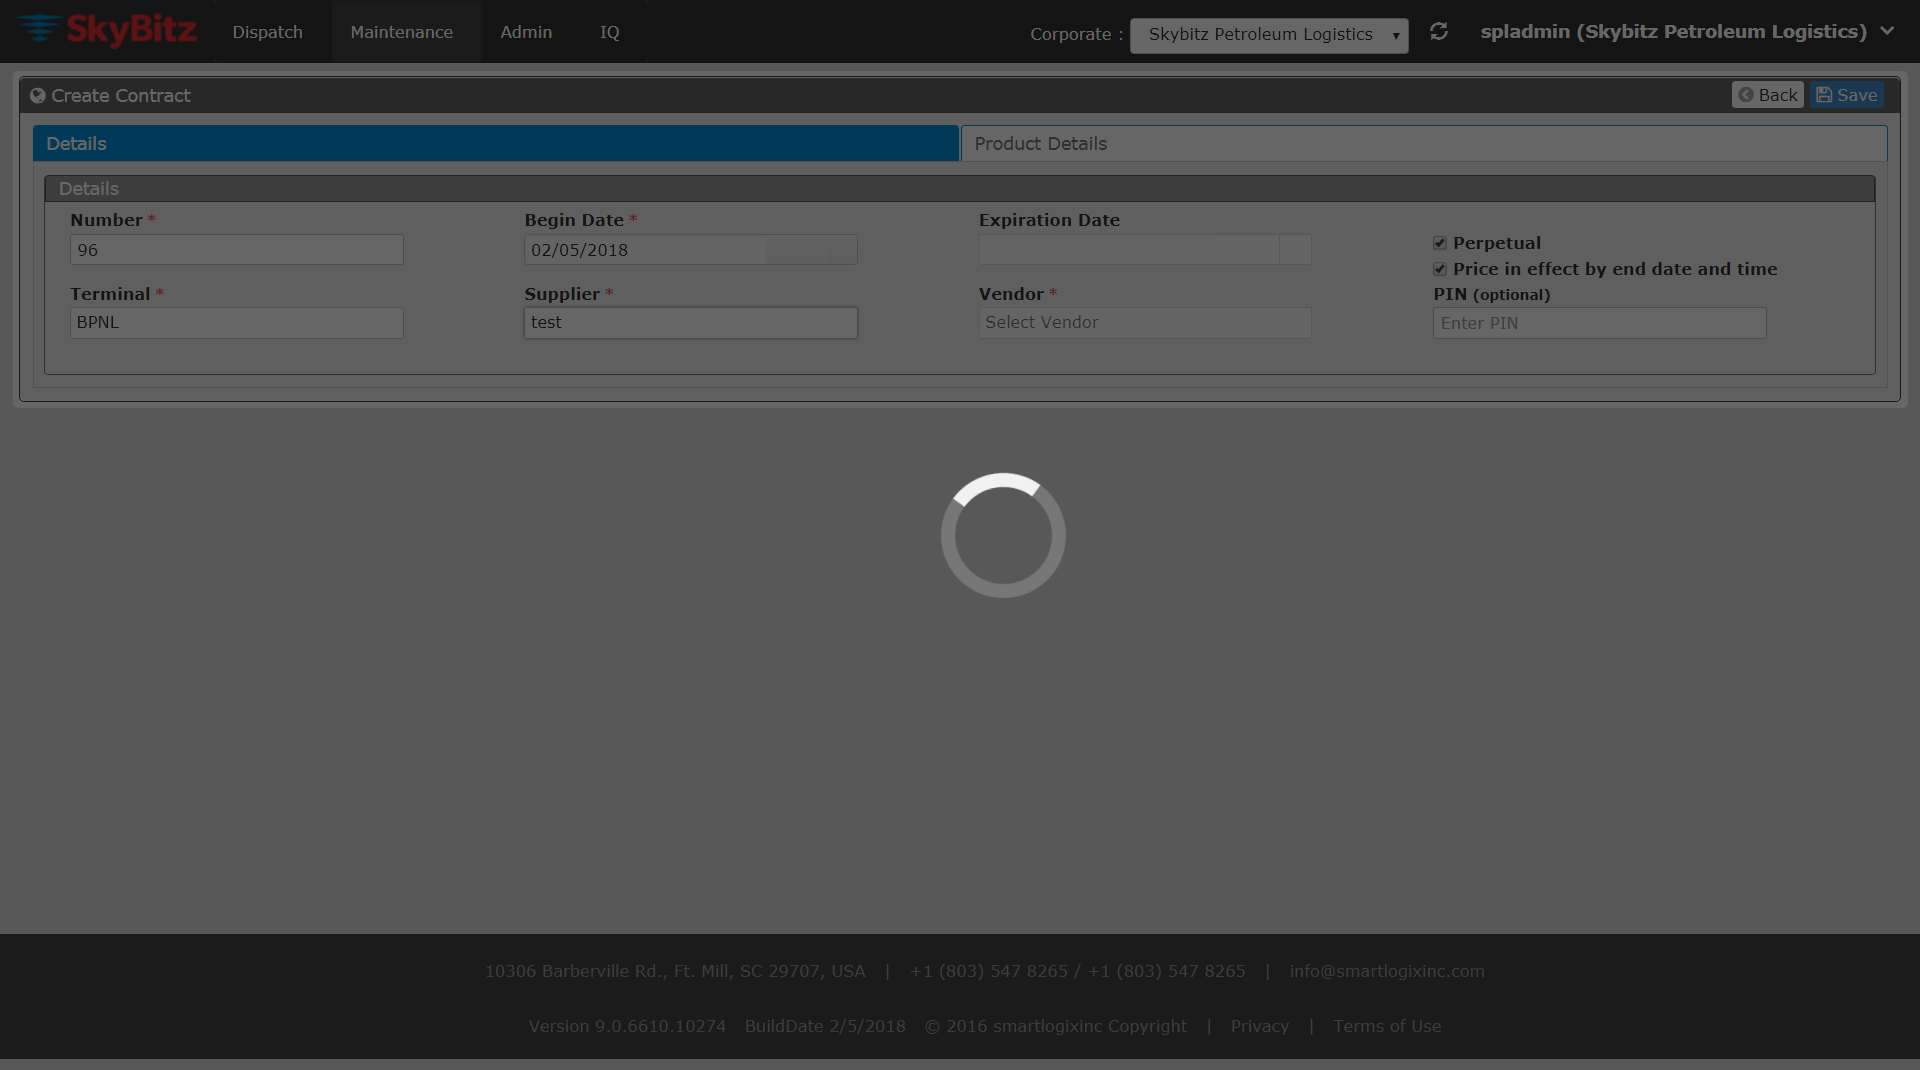 SkyBitz Dispatch Maintenance Admin IQ Corporate : Skybitz Petroleum Logistics spladmin (Skybitz Petroleum Logistics)
Create Contract Back Save
Details Product Details
Details
Number * Begin Date * Expiration Date
96 02/05/2018 Perpetual
Price in effect by end date and time
Terminal * Supplier * Vendor * PIN (optional)
BPNL test Select Vendor Enter PIN
10306 Barberville Rd., Ft. Mill, SC 29707, USA | +1 (803) 547 8265 / +1 (803) 547 8265 | info@smartlogixinc.com
Version 9.0.6610.10274 BuildDate 2/5/2018 © 2016 smartlogixinc Copyright | Privacy | Terms of Use